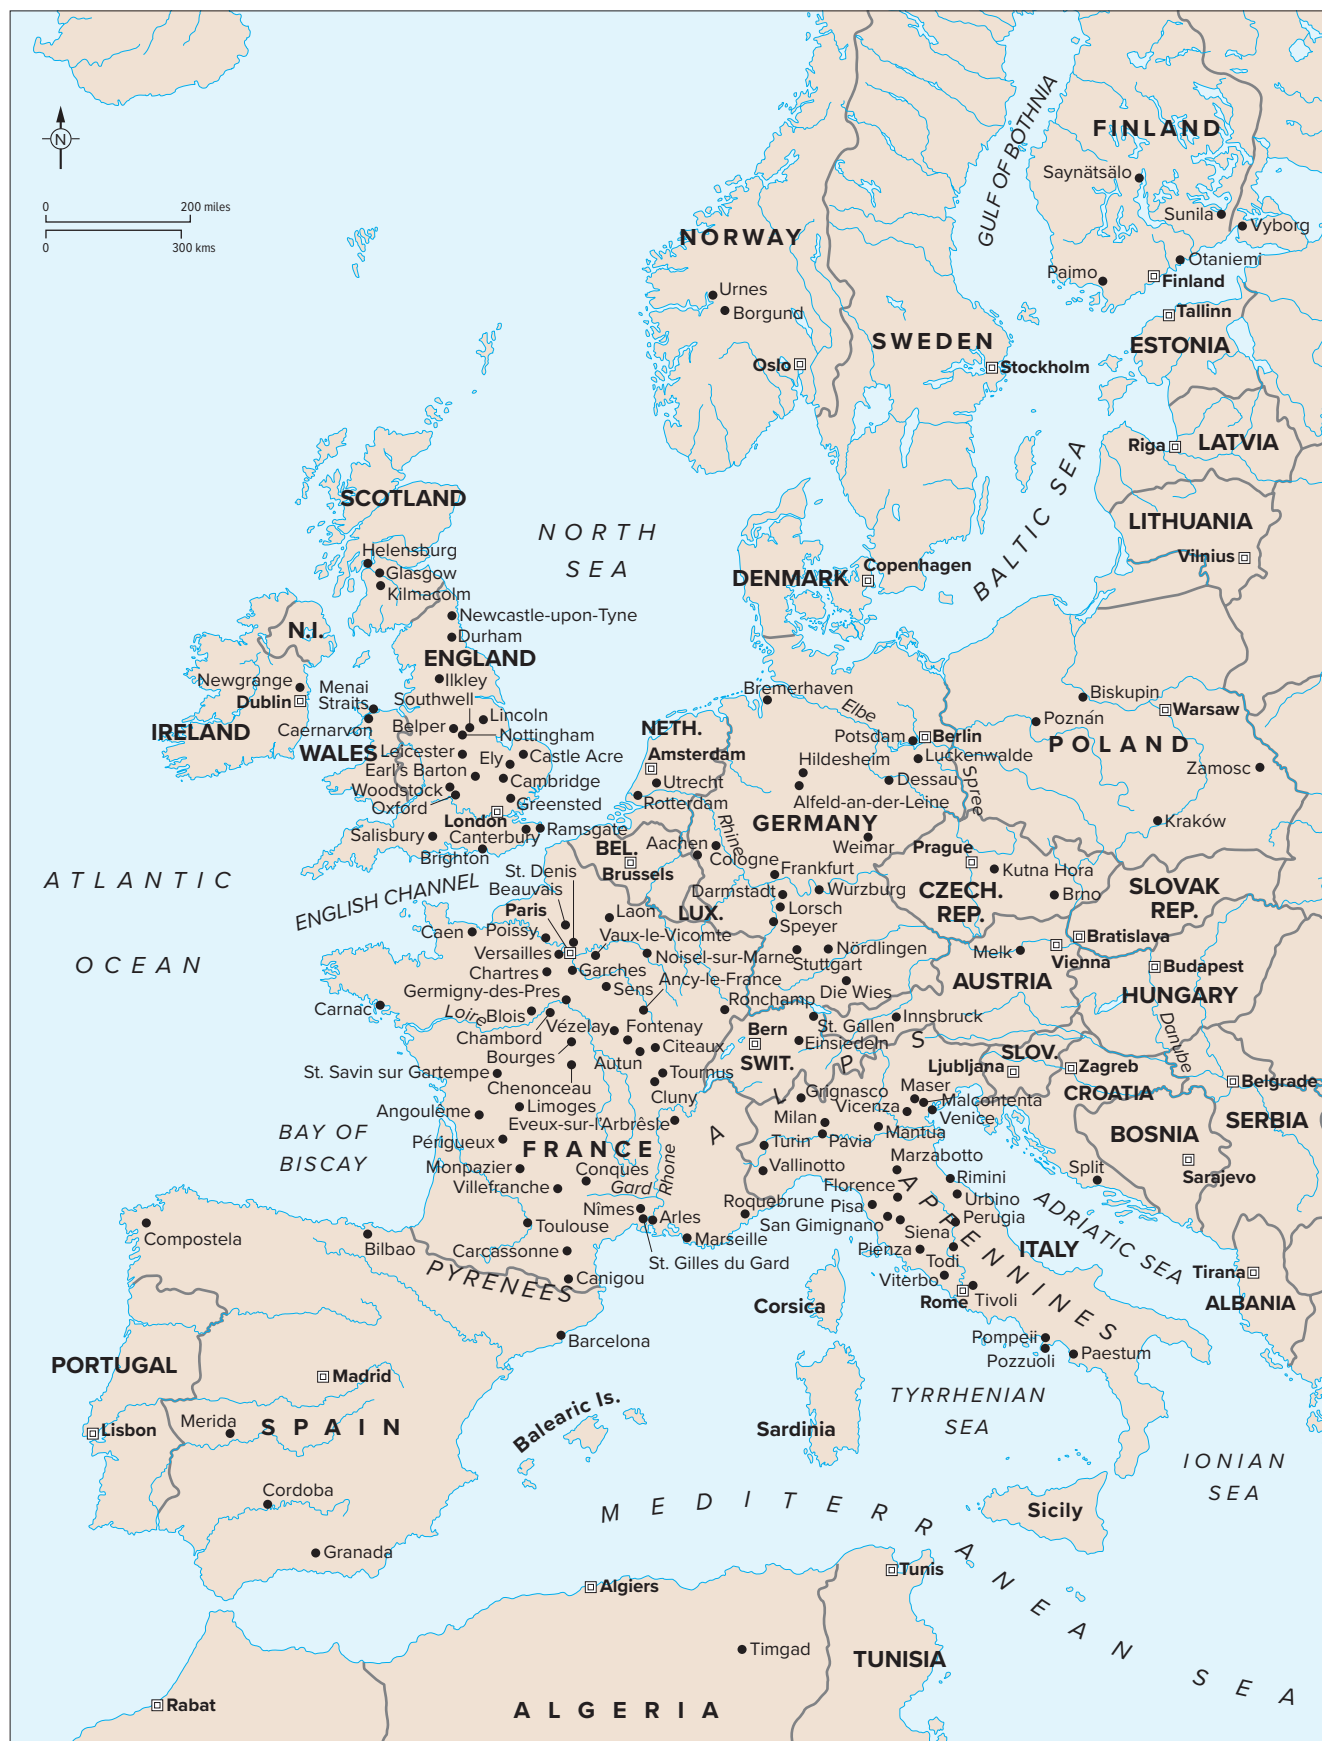 FINLAND
GULF OF BOTHNIA
Saynätsälo
Sunila
Vyborg
N
0
200 miles
0
300 kms
NORWAY
Otaniemi
Paimo
Finland
Urnes
Borgund
Tallinn
SWEDEN
ESTONIA
Oslo
Stockholm
Riga
LATVIA
BALTIC SEA
SCOTLAND
LITHUANIA
NORTH
SEA
Vilnius
Helensburg
Glasgow
Kilmacolm
DENMARK
Copenhagen
Newcastle-upon-Tyne
Durham
N.I.
ENGLAND
Ilkley
Newgrange
Dublin
Menai
Straits
Southwell
Caernarvon
IRELAND
WALES
Belper
Lincoln
Nottingham
Leicester
Ely
Castle Acre
Earl's Barton
Cambridge
Woodstock
Oxford
Greensted
London
Salisbury
Canterbury
Ramsgate
Brighton
NETH.
Amsterdam
Utrecht
Rotterdam
Bremerhaven
Elbe
Potsdam
Berlin
Luckenwalde
Hildesheim
Dessau
Alfeld-an-der-Leine
Spree
Biskupin
Poznán
Warsaw
POLAND
Zamosc
Kraków
GERMANY
Rhine
Weimar
BEL.
Brussels
Aachen
Cologne
Frankfurt
Prague
Kutna Hora
CZECH.
REP.
Brno
SLOVAK
REP.
ATLANTIC
OCEAN
ENGLISH CHANNEL
St. Denis
Beauvais
Paris
Laon
LUX.
Darmstadt
Wurzburg
Lorsch
Speyer
Caen
Poissy
Vaux-le-Vicomte
Versailles
Noisel-sur-Marne
Nördlingen
Stuttgart
Melk
Vienna
Bratislava
Chartres
Garches
Ancy-le-France
Germigny-des-Pres
Sens
Die Wies
AUSTRIA
Budapest
HUNGARY
Danube
Carnac
Loire
Blois
Ronchamp
St. Gallen
Innsbruck
Chambord
Vézelay
Fontenay
Bern
Einsiedeln
Bourges
Autun
Citeaux
SWIT.
SLOV.
Ljubljana
Zagreb
CROATIA
Belgrade
SERBIA
St. Savin sur Gartempe
Chenonceau
Tournus
Cluny
ALPS
Grignasco
Maser
Malcontenta
Vicenza
Venice
Angoulême
Limoges
Eveux-sur-l'Arbresle
Milan
Mantua
BAY OF
BISCAY
Périgueux
FRANCE
Turin
Pavia
BOSNIA
Monpazier
Conques
Gard
Rhone
Vallinotto
Marzabotto
Sarajevo
Split
Villefranche
Florence
Rimini
Compostela
Bilbao
Nîmes
Arles
Roquebrune
Pisa
Urbino
ADRIATIC SEA
Toulouse
San Gimignano
Siena
Perugia
APPENNINES
Marseille
Carcassonne
St. Gilles du Gard
Pienza
Todi
ITALY
PYRENEES
Canigou
Viterbo
Rome
Tivoli
Tirana
ALBANIA
Corsica
Barcelona
Pompeii
Pozzuoli
Paestum
PORTUGAL
Madrid
Lisbon
Merida
SPAIN
Balearic Is.
Sardinia
TYRRHENIAN
SEA
IONIAN
SEA
Cordoba
Granada
Sicily
MEDITERRANEAN SEA
Algiers
Tunis
Timgad
TUNISIA
Rabat
ALGERIA